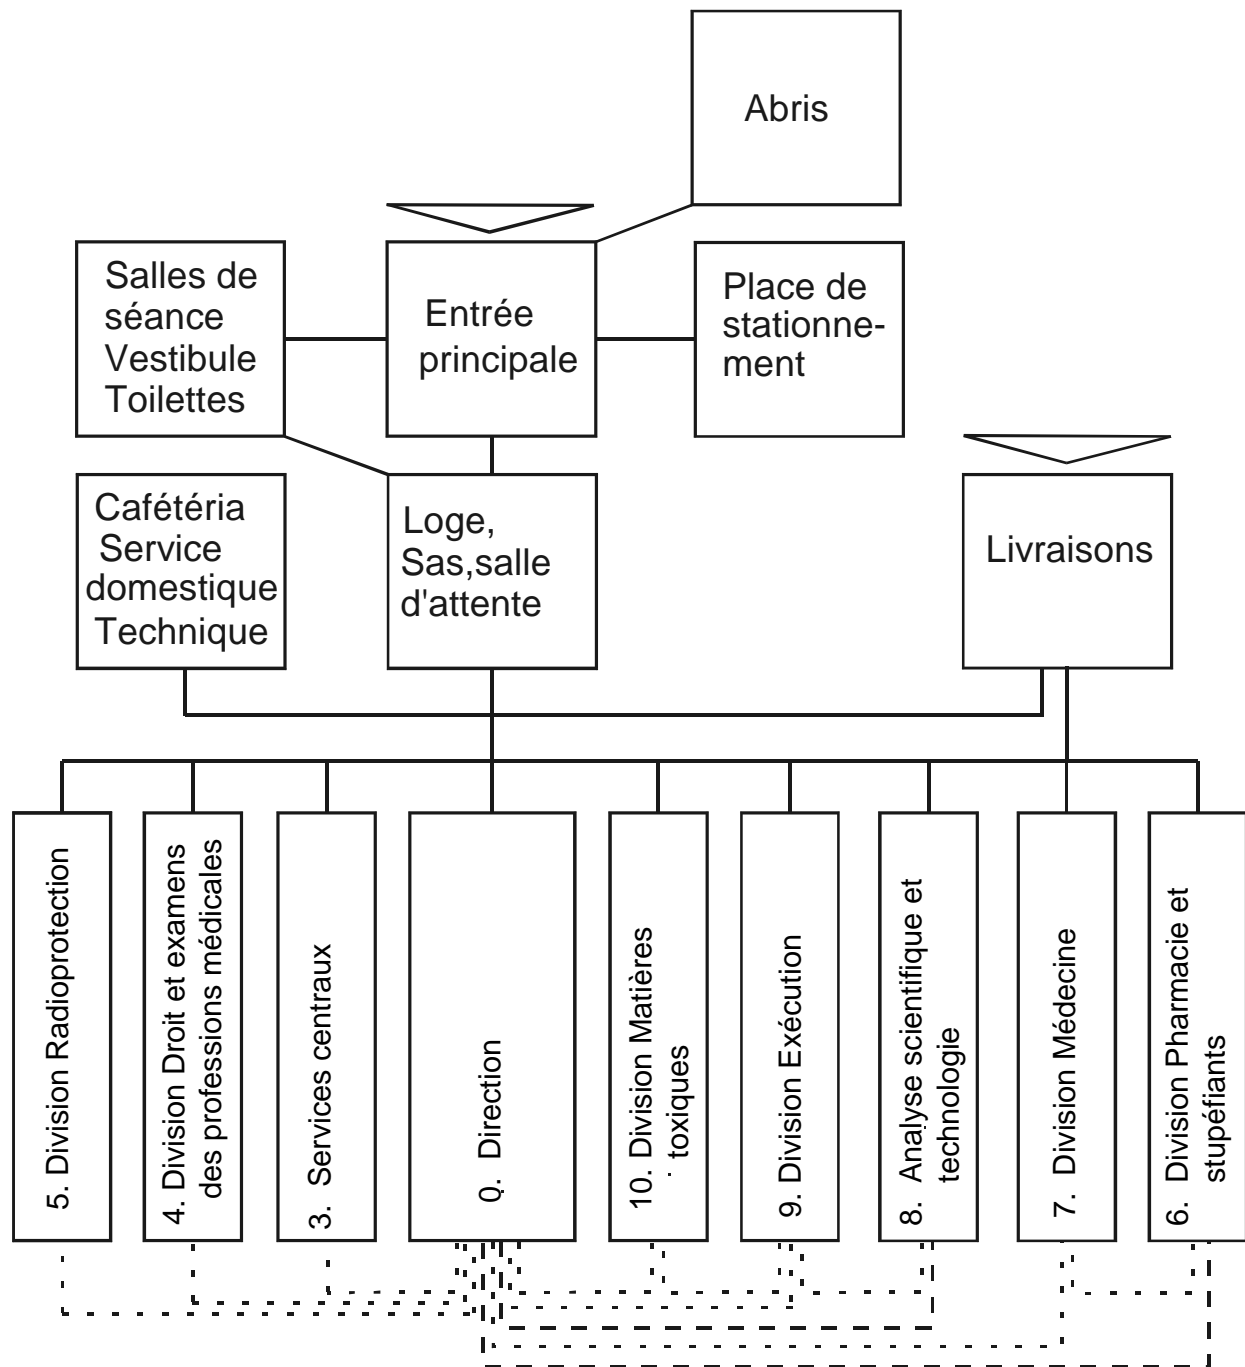 Abris
Salles de
séance
Vestibule
Toilettes
Entrée
principale
Place de
stationne-
ment
Cafétéria
Service
domestique
Technique
Loge,
Sas,salle
d'attente
Livraisons
5. Division Radioprotection
4. Division Droit et examens
des professions médicales
3. Services centraux
0. Direction
10. Division Matières
toxiques
9. Division Exécution
8. Analyse scientifique et
technologie
7. Division Médecine
6. Division Pharmacie et
stupéfiants